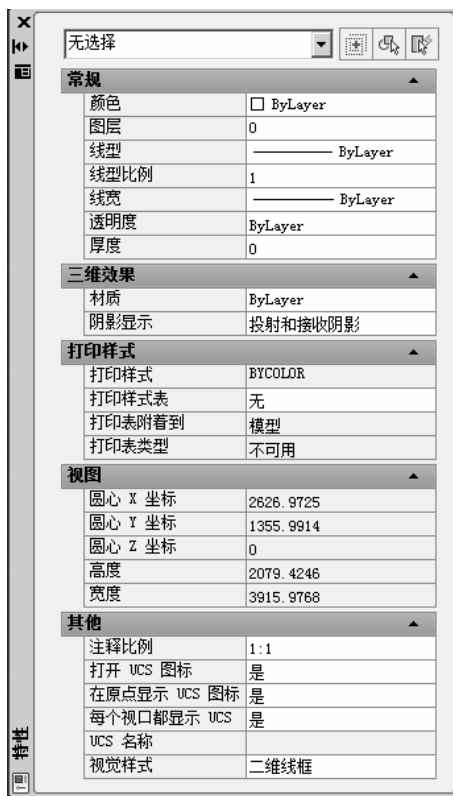 无选择
常规
颜色 ByLayer
图层 0
线型 ByLayer
线型比例 1
线宽 ByLayer
透明度 ByLayer
厚度 0
三维效果
材质 ByLayer
阴影显示 投射和接收阴影
打印样式
打印样式 BYCOLOR
打印样式表 无
打印表附着到 模型
打印表类型 不可用
视图
圆心 X 坐标 2626.9725
圆心 Y 坐标 1355.9914
圆心 Z 坐标 0
高度 2079.4246
宽度 3915.9768
其他
注释比例 1:1
打开 UCS 图标 是
在原点显示 UCS 图标 是
每个视口都显示 UCS 是
UCS 名称
视觉样式 二维线框
特性